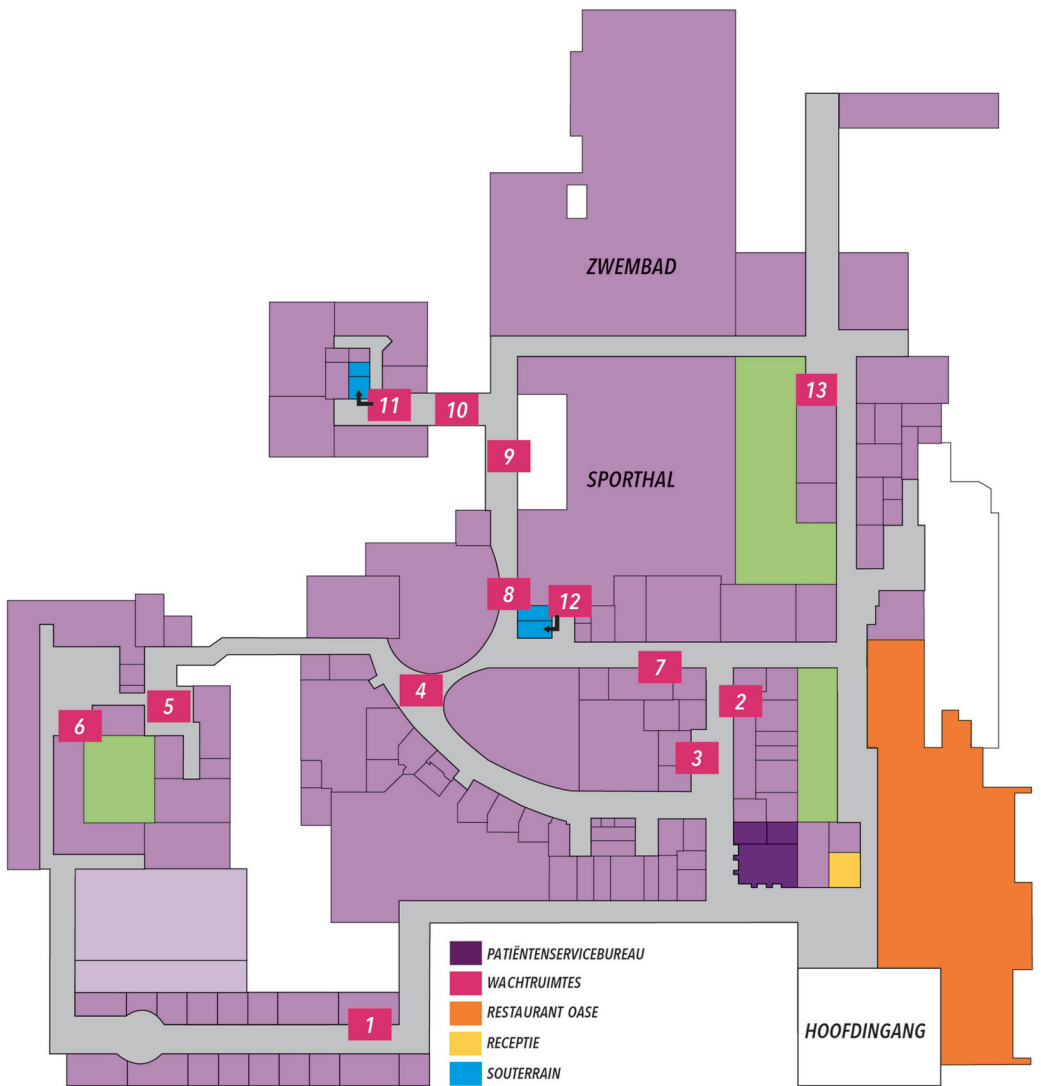 ZWEMBAD
13
11
10
9
SPORTHAL
8
12
7
4
2
5
6
3
1
PATIËNTENSERVICEBUREAU
WACHTRUIMTES
RESTAURANT OASE
RECEPTIE
SOUTERRAIN
HOOFDINGANG